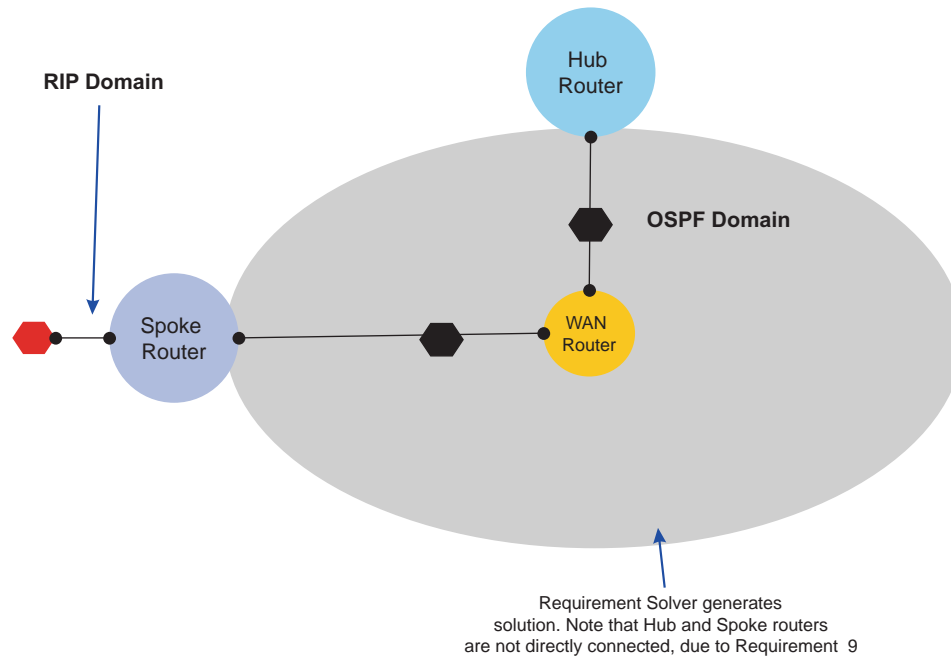 Hub
Router
RIP Domain
OSPF Domain
Spoke
Router
WAN
Router
Requirement Solver generates
solution. Note that Hub and Spoke routers
are not directly connected, due to Requirement 9